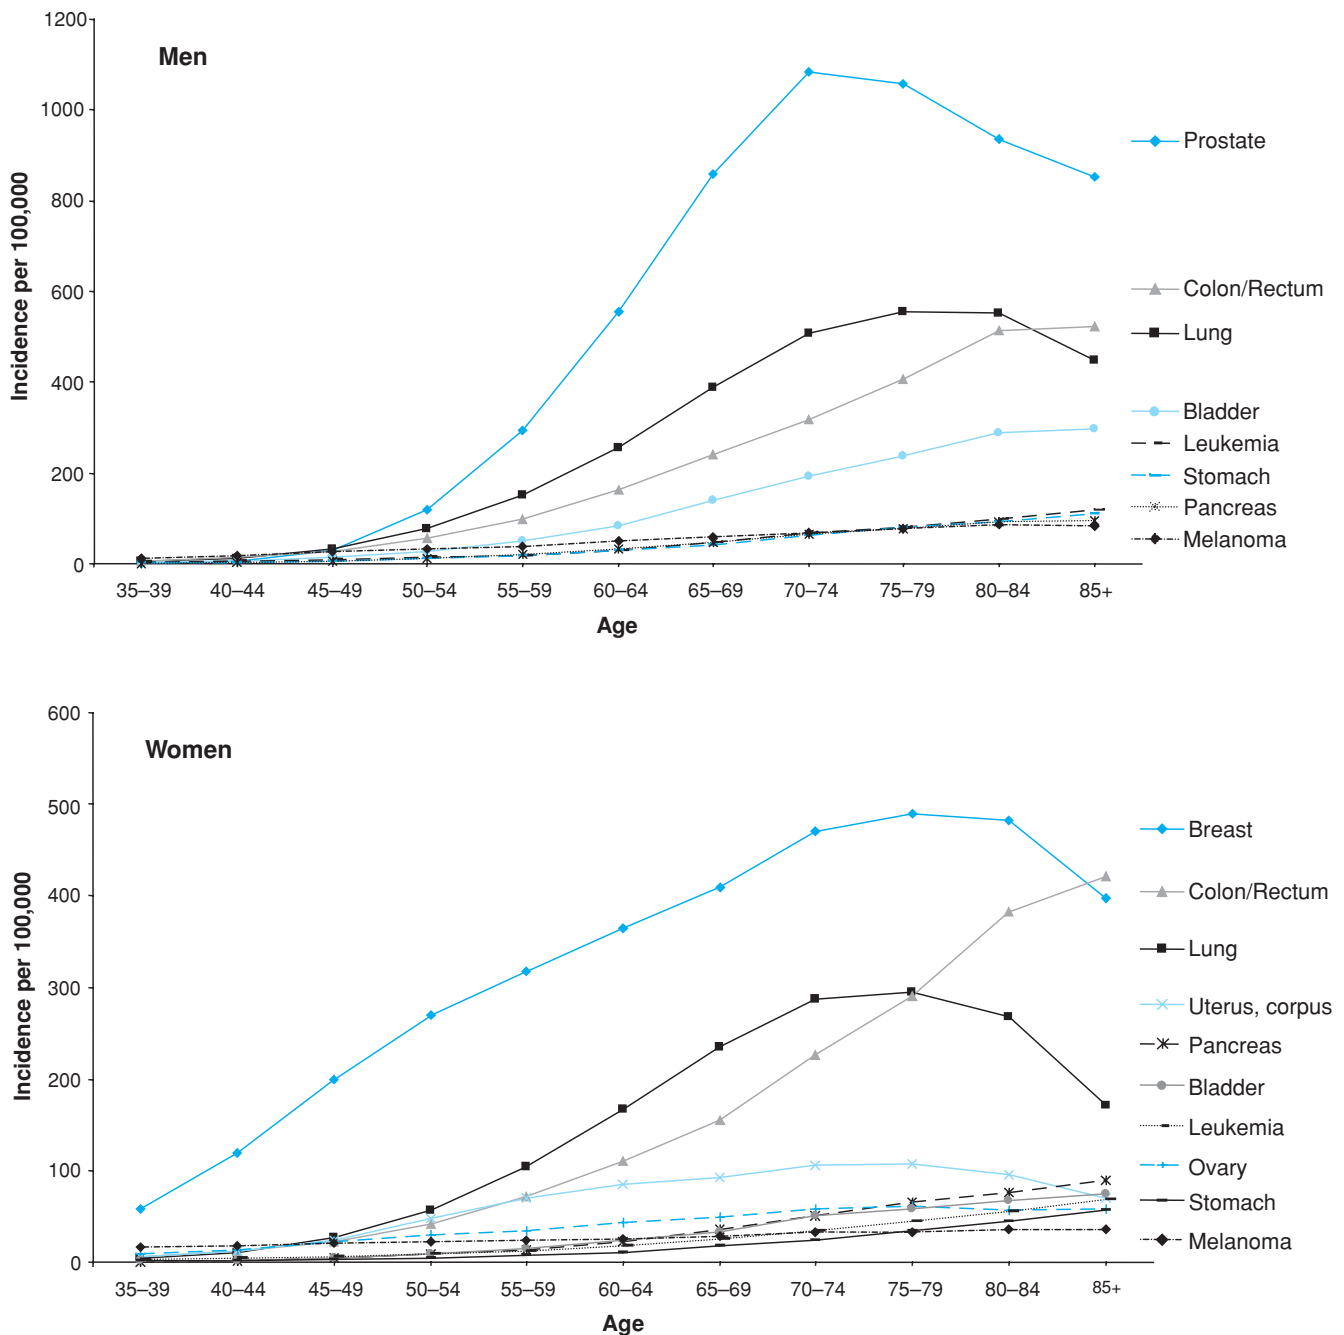 1200
Men
1000
Prostate
800
Incidence per 100,000
600
Colon/Rectum
Lung
400
Bladder
Leukemia
200
Stomach
Pancreas
Melanoma
0
35–39 40–44 45–49 50–54 55–59 60–64 65–69 70–74 75–79 80–84 85+
Age
600
Women
500
Breast
400
Colon/Rectum
Incidence per 100,000
Lung
300
Uterus, corpus
Pancreas
200
Bladder
Leukemia
100
Ovary
Stomach
Melanoma
0
35–39 40–44 45–49 50–54 55–59 60–64 65–69 70–74 75–79 80–84 85+
Age